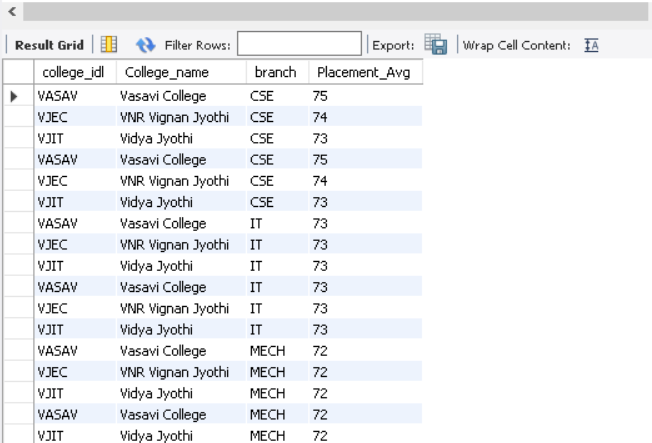 Result Grid Filter Rows: Export: Wrap Cell Content: IA
college_idl College_name branch Placement_Avg
VASAV Vasavi College CSE 75
VJEC VNR Vignan Jyothi CSE 74
VJIT Vidya Jyothi CSE 73
VASAV Vasavi College CSE 75
VJEC VNR Vignan Jyothi CSE 74
VJIT Vidya Jyothi CSE 73
VASAV Vasavi College IT 73
VJEC VNR Vignan Jyothi IT 73
VJIT Vidya Jyothi IT 73
VASAV Vasavi College IT 73
VJEC VNR Vignan Jyothi IT 73
VJIT Vidya Jyothi IT 73
VASAV Vasavi College MECH 72
VJEC VNR Vignan Jyothi MECH 72
VJIT Vidya Jyothi MECH 72
VASAV Vasavi College MECH 72
VJIT Vidya Jyothi MECH 72